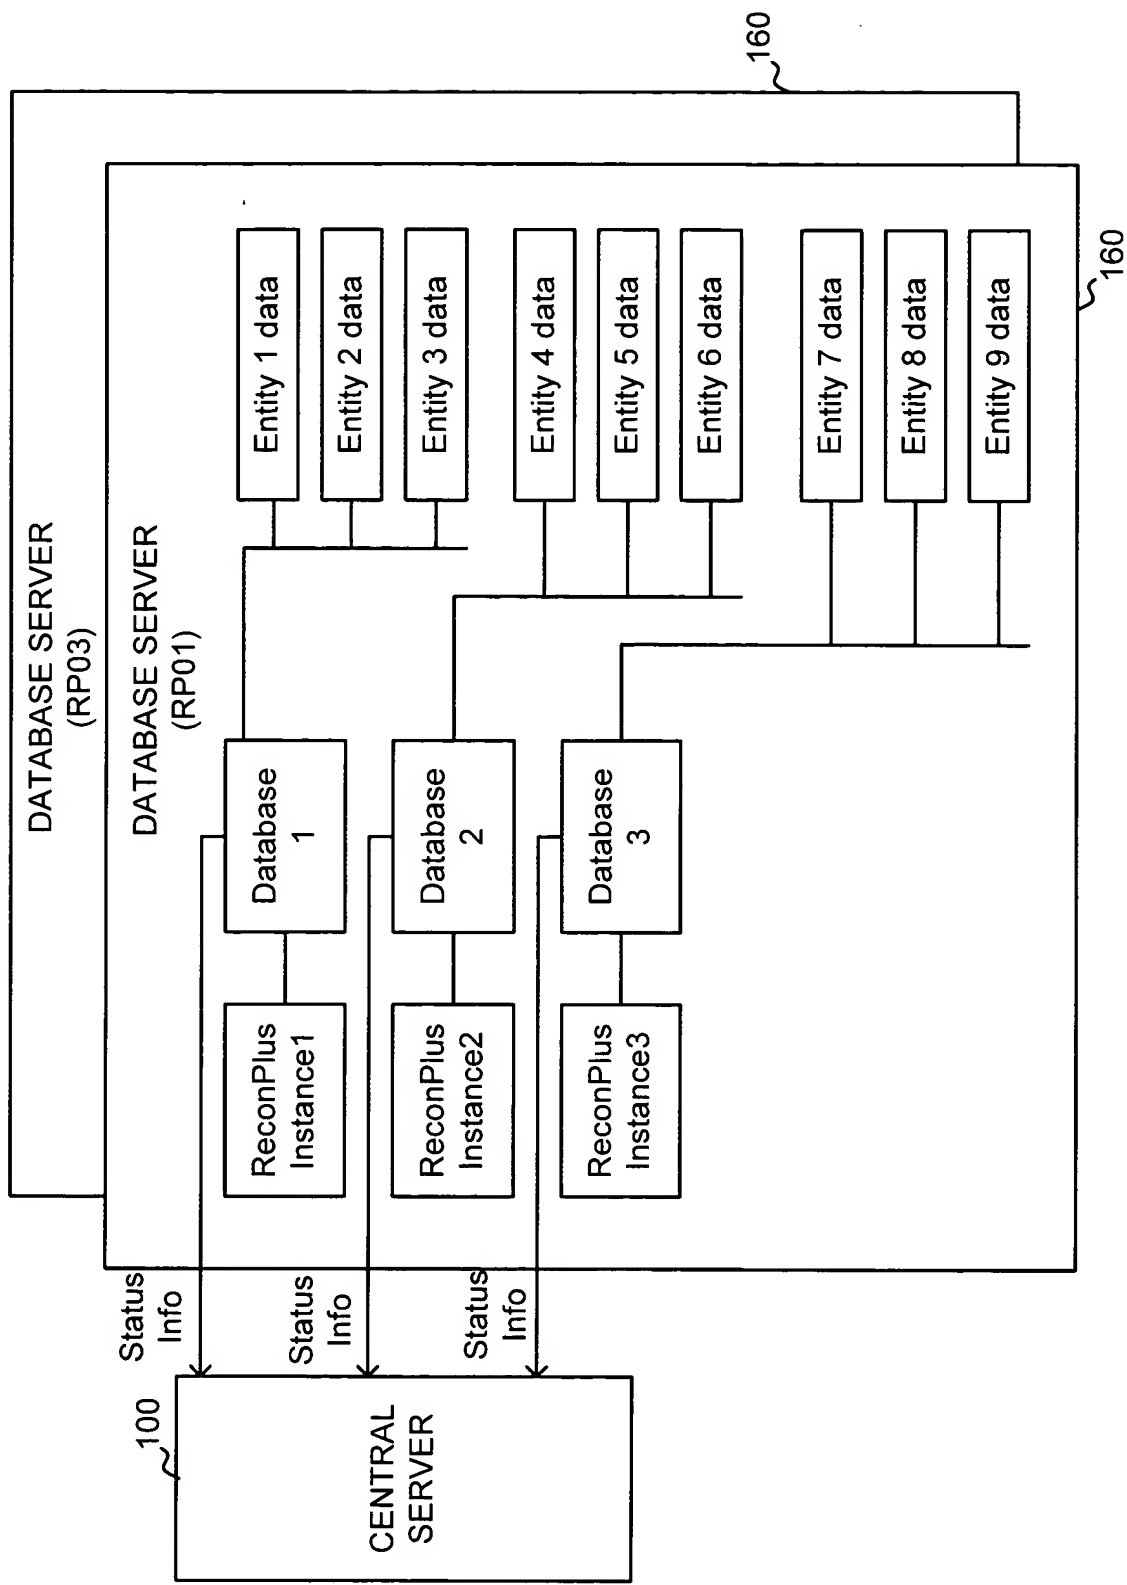 DATABASE SERVER
(RP03)
160
DATABASE SERVER
(RP01)
160
Status
Info
ReconPlus
Instance1
Database
1
Entity 1 data
Entity 2 data
Entity 3 data
Status
Info
ReconPlus
Instance2
Database
2
Entity 4 data
Entity 5 data
Entity 6 data
Status
Info
ReconPlus
Instance3
Database
3
Entity 7 data
Entity 8 data
Entity 9 data
100
CENTRAL
SERVER